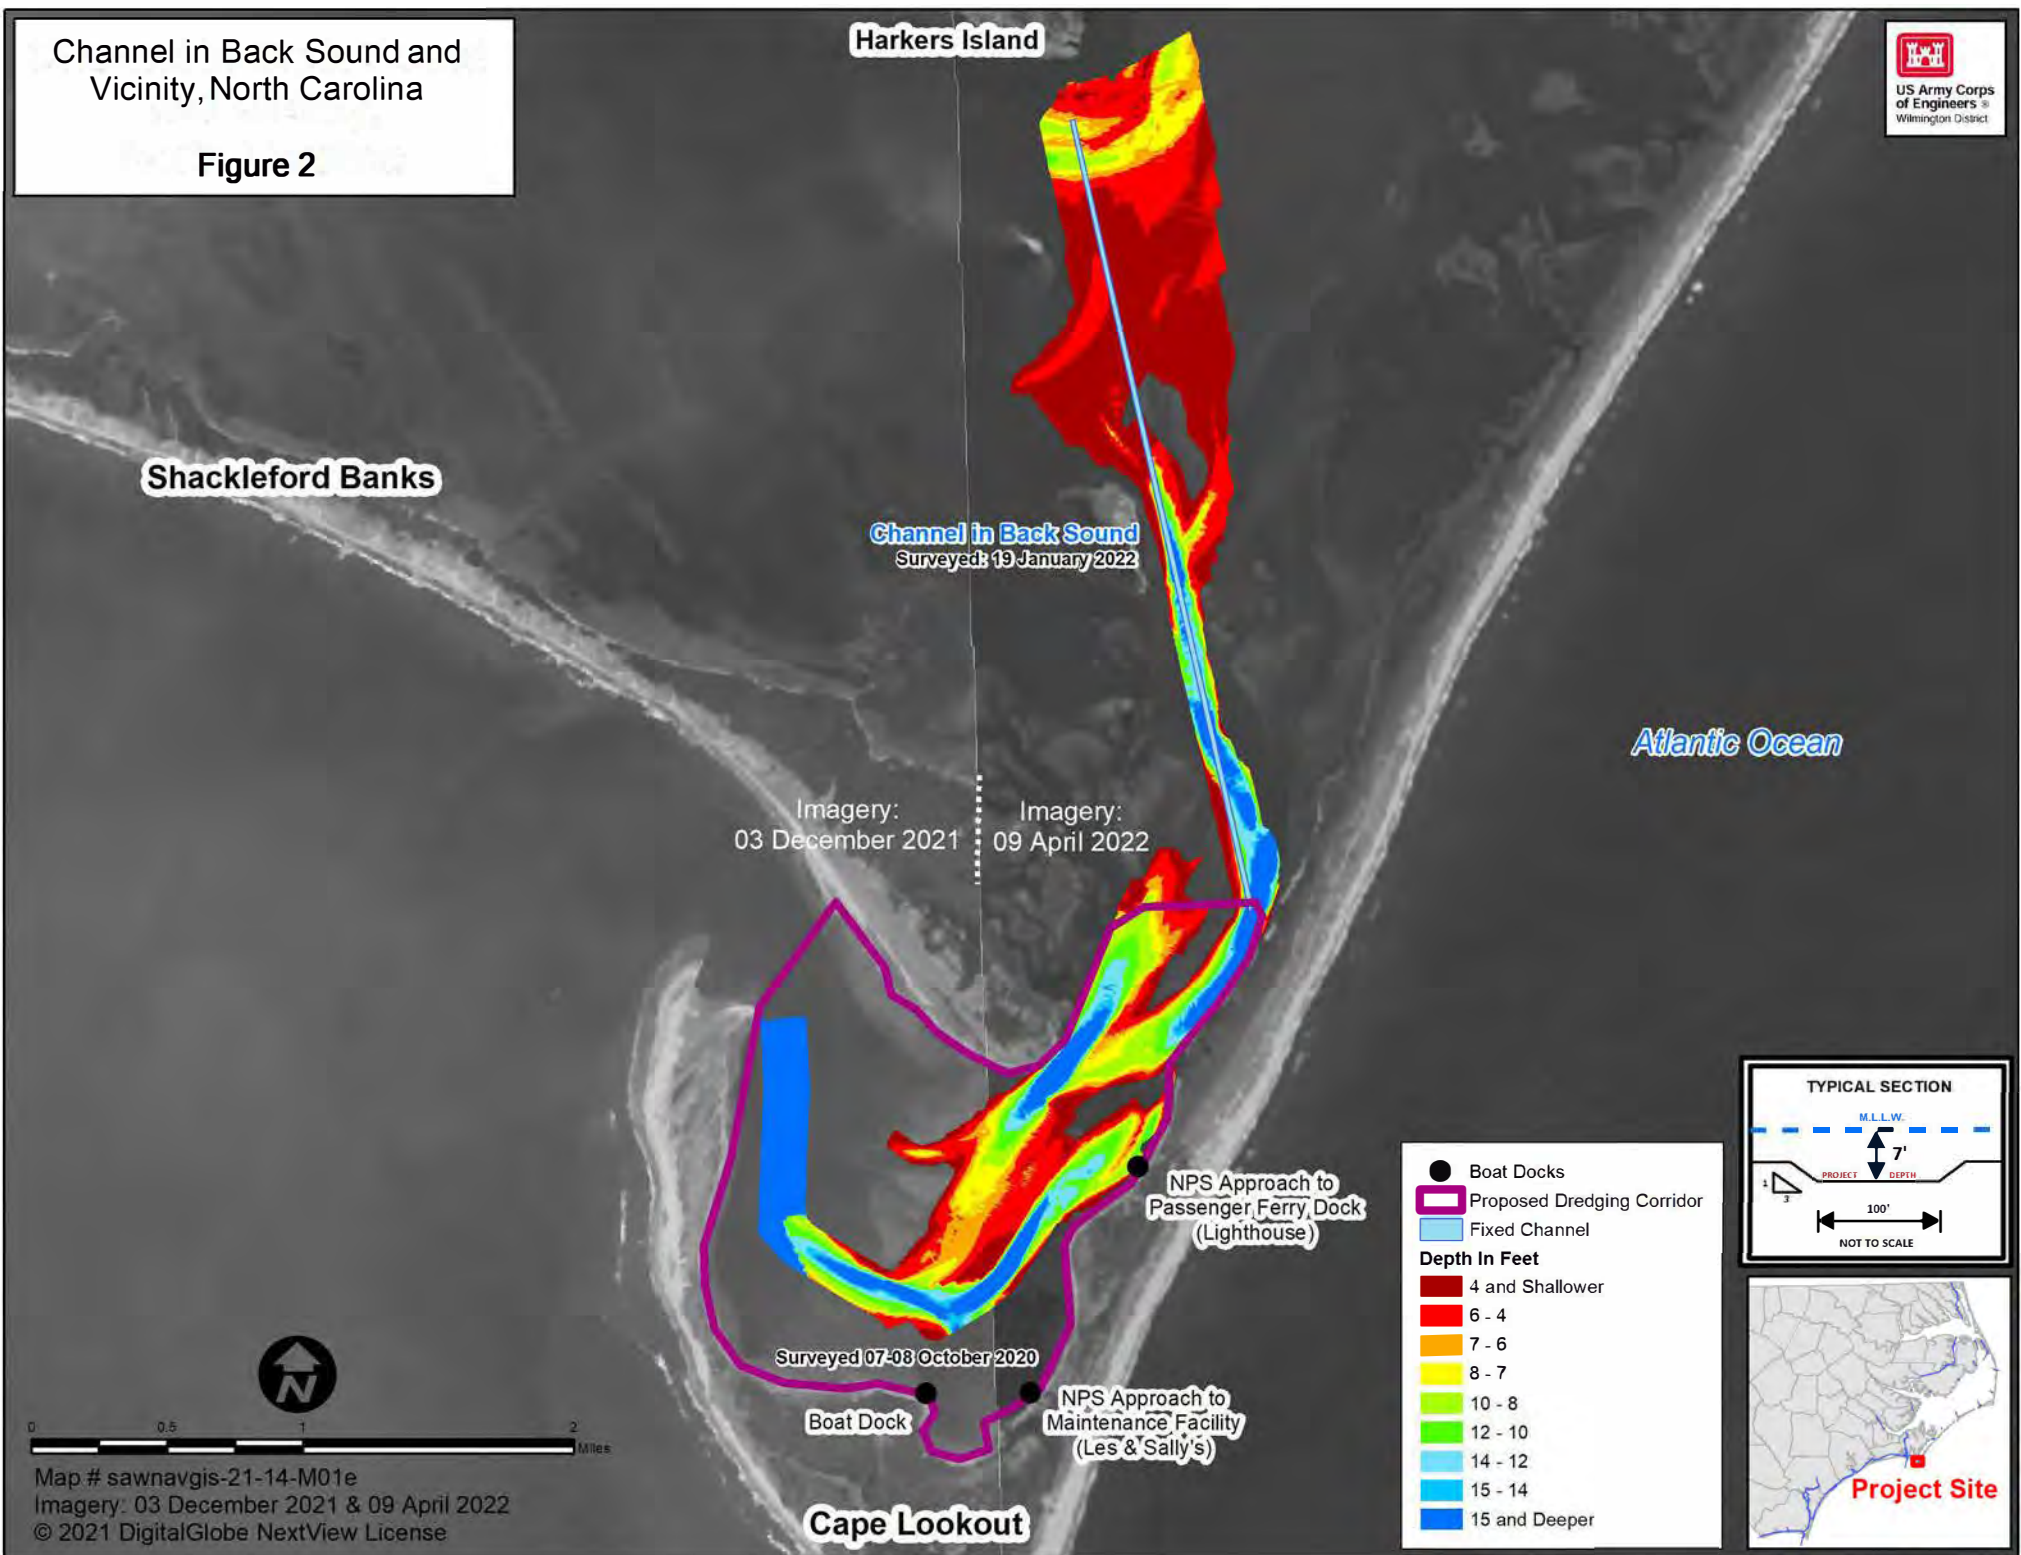 Channel in Back Sound and
Vicinity, North Carolina
Figure 2
Harkers Island
US Army Corps
of Engineers ®
Wilmington District
Shackleford Banks
Channel in Back Sound
Surveyed: 19 January 2022
Atlantic Ocean
Imagery:
03 December 2021
Imagery:
09 April 2022
NPS Approach to
Passenger Ferry Dock
(Lighthouse)
Surveyed 07-08 October 2020
Boat Dock
NPS Approach to
Maintenance Facility
(Les & Sally's)
Cape Lookout
N
0 0.5 1 2
Miles
Map # sawnavgis-21-14-M01e
Imagery: 03 December 2021 & 09 April 2022
© 2021 DigitalGlobe NextView License
Boat Docks
Proposed Dredging Corridor
Fixed Channel
Depth In Feet
4 and Shallower
6 - 4
7 - 6
8 - 7
10 - 8
12 - 10
14 - 12
15 - 14
15 and Deeper
TYPICAL SECTION
M.L.L.W.
7'
PROJECT DEPTH
1
3
100'
NOT TO SCALE
Project Site